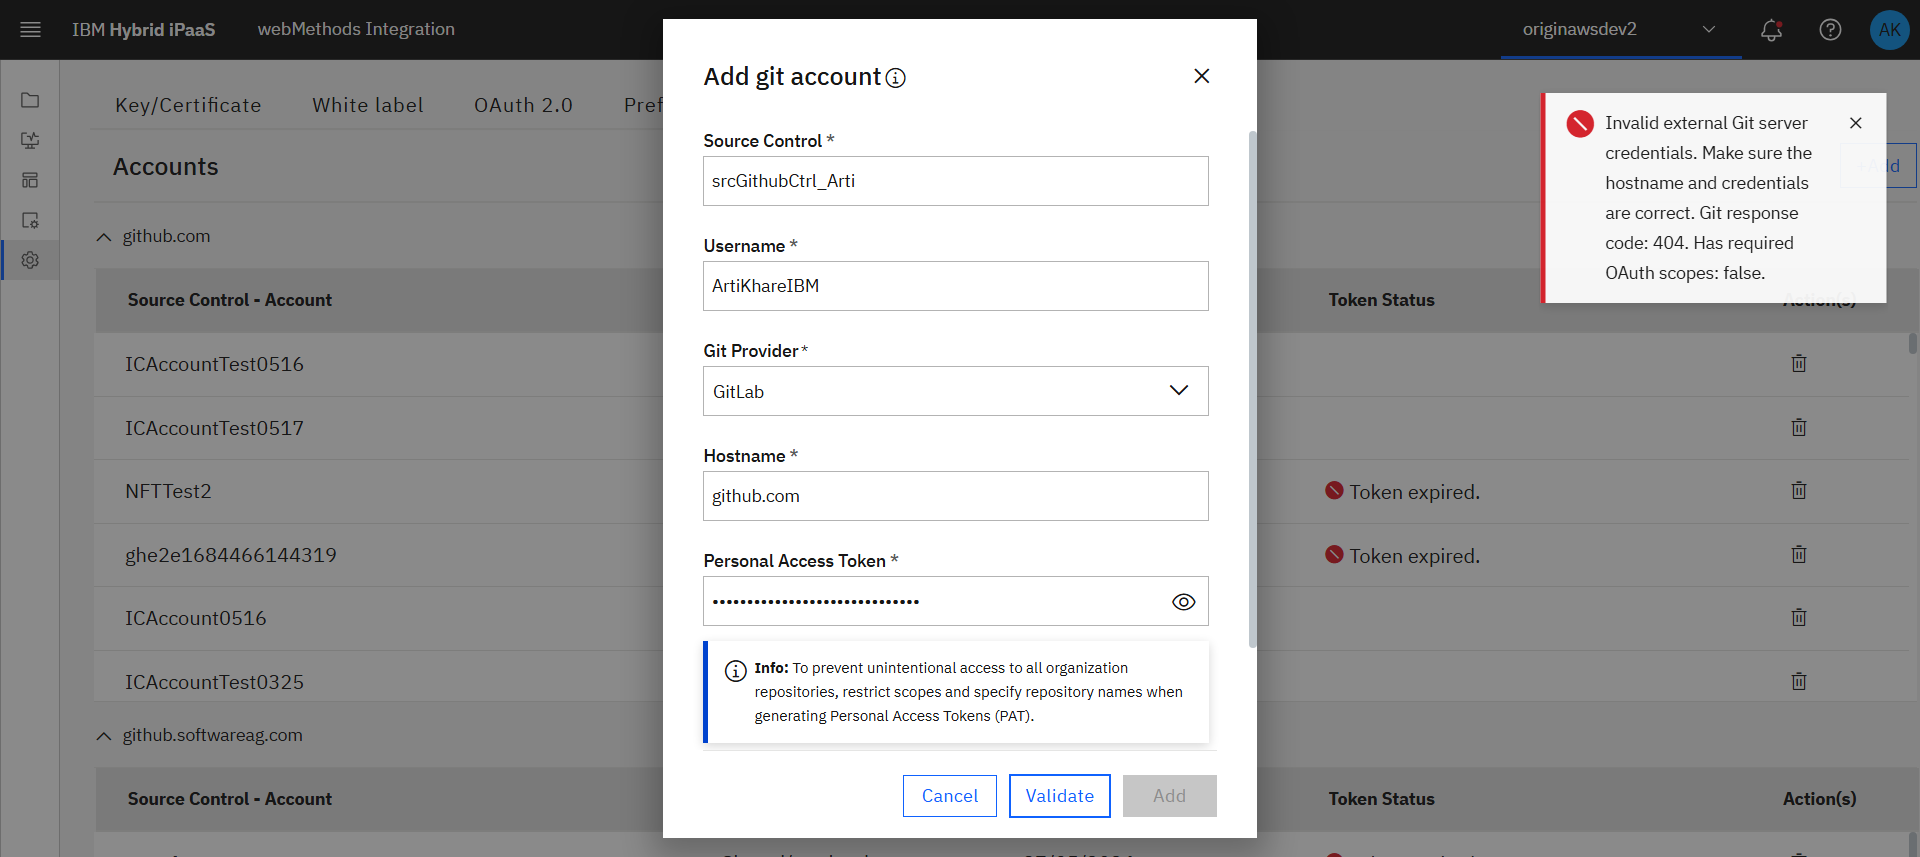 IBM Hybrid iPaaS
webMethods Integration
originawsdev2
AK
Key/Certificate
White label
OAuth 2.0
Pref
Accounts
github.com
Source Control - Account
Token Status
Action(s)
ICAccountTest0516
ICAccountTest0517
NFTTest2
Token expired.
ghe2e1684466144319
Token expired.
ICAccount0516
ICAccountTest0325
github.softwareag.com
Source Control - Account
Token Status
Action(s)
Add git account
Source Control *
srcGithubCtrl_Arti
Username *
ArtiKhareIBM
Git Provider*
GitLab
Hostname *
github.com
Personal Access Token *
••••••••••••••••••••••••••••••
Info: To prevent unintentional access to all organization
repositories, restrict scopes and specify repository names when
generating Personal Access Tokens (PAT).
Cancel
Validate
Add
Invalid external Git server
credentials. Make sure the
hostname and credentials
are correct. Git response
code: 404. Has required
OAuth scopes: false.